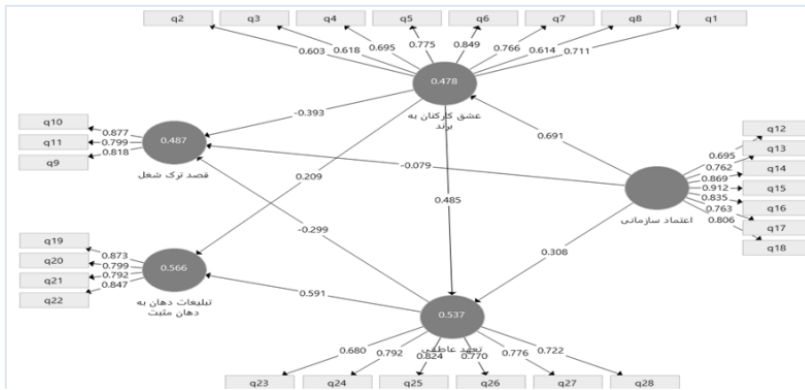 q2 q3 q4 q5 q6 q7 q8 q1
0.603 0.618 0.695 0.775 0.849 0.766 0.614 0.711
0.478
عشق کارکنان به
برند
q10
q11
q9
0.877
0.799
0.818
0.487
قصد ترک شغل
-0.393
0.691
-0.079
0.209
0.485
-0.299
0.308
0.591
q12
q13
q14
q15
q16
q17
q18
0.695
0.762
0.869
0.912
0.835
0.763
0.806
اعتماد سازمانی
q19
q20
q21
q22
0.873
0.799
0.792
0.847
0.566
تبلیغات دهان به
دهان مثبت
0.537
تعهد عاطفی
0.680 0.792 0.824 0.770 0.776 0.722
q23 q24 q25 q26 q27 q28